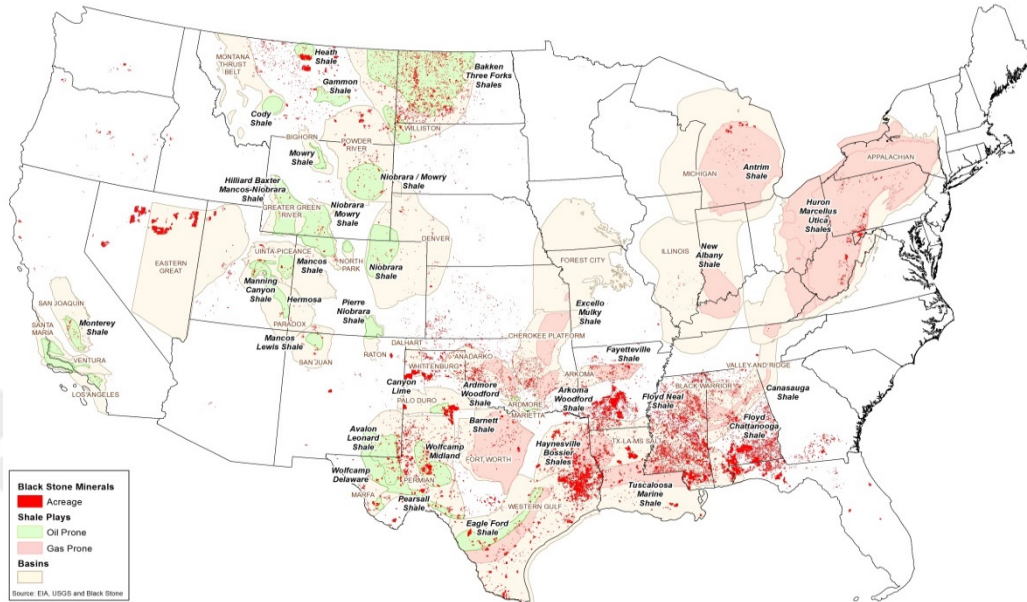 MONTANA
THRUST
BELT
Heath
Shale
Gammon
Shale
Bakken
Three Forks
Shales
Cody
Shale
WILLISTON
BIGHORN
POWDER
RIVER
Mowry
Shale
Niobrara / Mowry
Shale
Hilliard Baxter
Mancos-Niobrara
Shale
GREATER GREEN
RIVER
Niobrara
Mowry
Shale
MICHIGAN
Antrim
Shale
APPALACHIAN
Huron
Marcellus
Utica
Shales
EASTERN
GREAT
UINTA-PICEANCE
Mancos
Shale
NORTH
PARK
Niobrara
Shale
DENVER
FOREST CITY
ILLINOIS
New
Albany
Shale
Manning
Canyon
Shale
Hermosa
PARADOX
Pierre
Niobrara
Shale
Excello
Mulky
Shale
SAN JOAQUIN
SANTA
MARIA
Monterey
Shale
VENTURA
LOS ANGELES
Mancos
Lewis Shale
SAN JUAN
RATON
DALHART
CHEROKEE PLATFORM
WHITTENBURG
ANADARKO
Fayetteville
Shale
VALLEY AND RIDGE
Canyon
Lime
PALO DURO
Ardmore
Woodford
Shale
ARDMORE
MARIETTA
ARKOMA
Arkoma
Woodford
Shale
BLACK WARRIOR
Floyd Neal
Shale
Canasauga
Shale
Floyd
Chattanooga
Shale
Avalon
Leonard
Shale
Barnett
Shale
FORT WORTH
Wolfcamp
Midland
Wolfcamp
Delaware
PERMIAN
MARFA
Pearsall
Shale
Haynesville
Bossier
Shales
TX-LA-MS SALT
Tuscaloosa
Marine
Shale
WESTERN GULF
Eagle Ford
Shale
Black Stone Minerals
Acreage
Shale Plays
Oil Prone
Gas Prone
Basins
Source: EIA, USGS and Black Stone